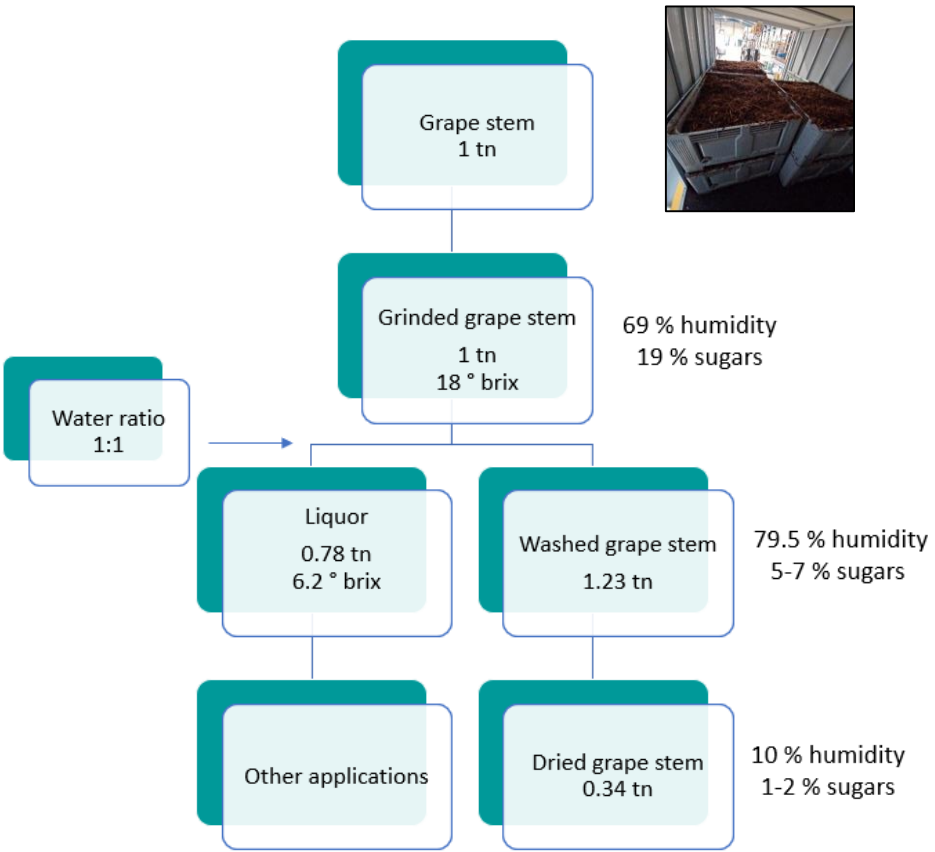 Grape stem
1 tn
Grinded grape stem
1 tn
18 ° brix
69 % humidity
19 % sugars
Water ratio
1:1
Liquor
0.78 tn
6.2 ° brix
Washed grape stem
1.23 tn
79.5 % humidity
5-7 % sugars
Other applications
Dried grape stem
0.34 tn
10 % humidity
1-2 % sugars